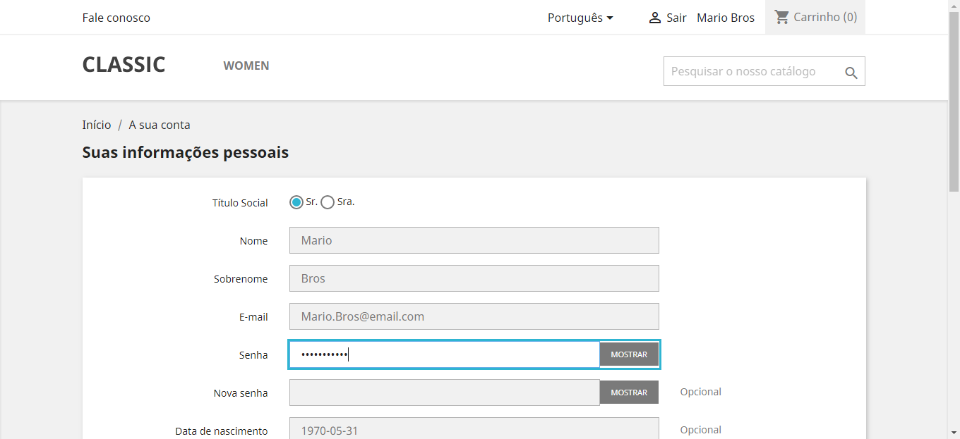 Fale conosco Português Sair Mario Bros Carrinho (0)
CLASSIC WOMEN Pesquisar o nosso catálogo
Início / A sua conta
Suas informações pessoais
Título Social Sr. Sra.
Nome Mario
Sobrenome Bros
E-mail Mario.Bros@email.com
Senha ••••••••••• MOSTRAR
Nova senha MOSTRAR Opcional
Data de nascimento 1970-05-31 Opcional